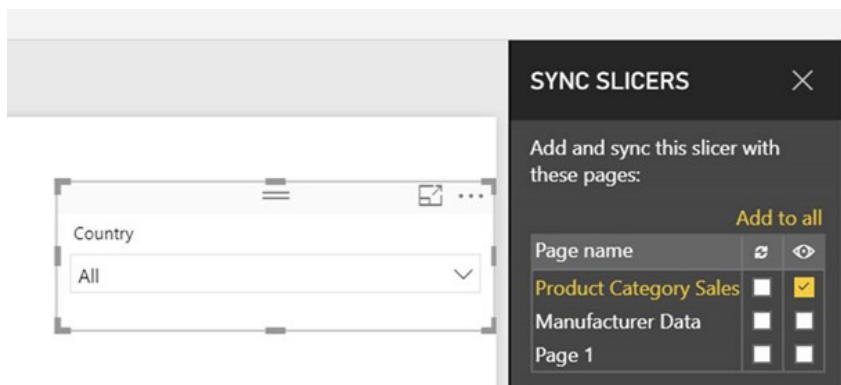 SYNC SLICERS
Add and sync this slicer with
these pages:
Add to all
Page name
Product Category Sales
Manufacturer Data
Page 1
Country
All